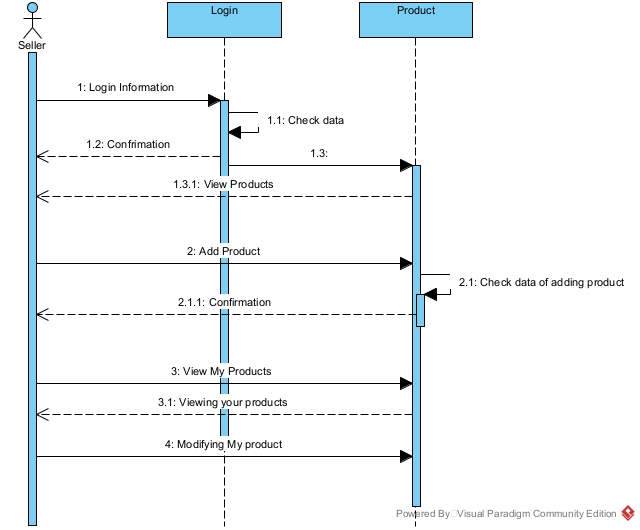 Login
Product
Seller
1: Login Information
1.1: Check data
1.2: Confrimation
1.3:
1.3.1: View Products
2: Add Product
2.1: Check data of adding product
2.1.1: Confirmation
3: View My Products
3.1: Viewing your products
4: Modifying My product
Powered By Visual Paradigm Community Edition